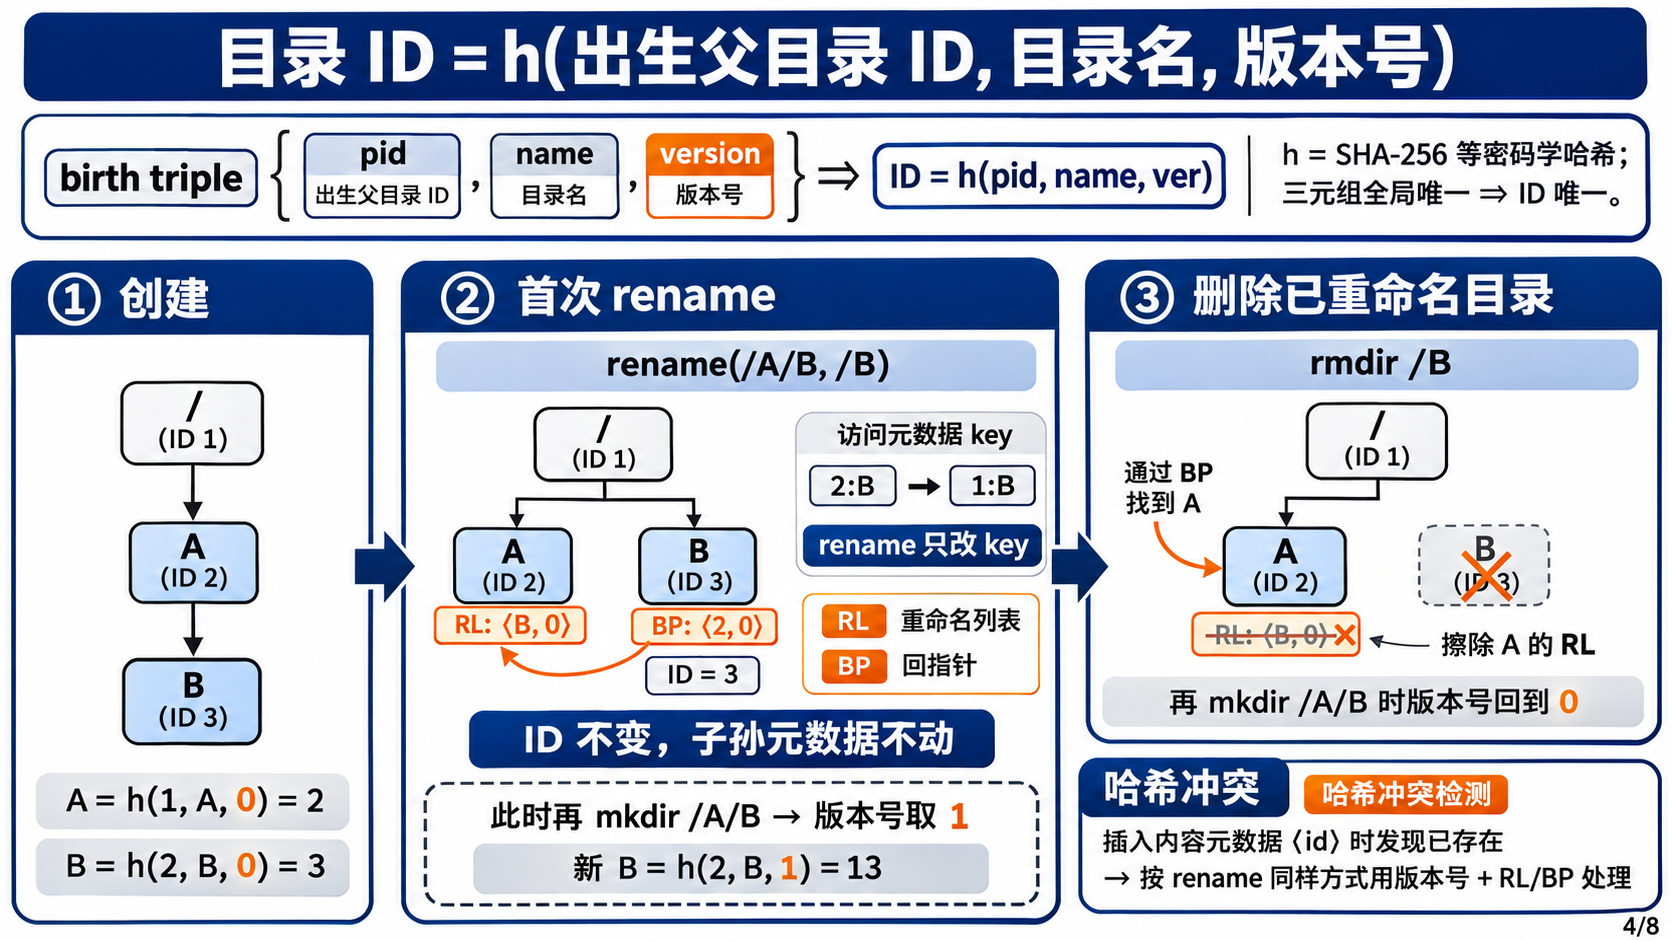 目录 ID = h(出生父目录 ID, 目录名, 版本号)
birth triple { pid , name , version } ⇒ ID = h(pid, name, ver)
出生父目录 ID
目录名
版本号
h = SHA-256 等密码学哈希；
三元组全局唯一 ⇒ ID 唯一。
① 创建
/
(ID 1)
A
(ID 2)
B
(ID 3)
A = h(1, A, 0) = 2
B = h(2, B, 0) = 3
② 首次 rename
rename(/A/B, /B)
/
(ID 1)
A
(ID 2)
B
(ID 3)
RL: ⟨B, 0⟩
BP: ⟨2, 0⟩
ID = 3
访问元数据 key
2:B → 1:B
rename 只改 key
RL 重命名列表
BP 回指针
ID 不变，子孙元数据不动
此时再 mkdir /A/B → 版本号取 1
新 B = h(2, B, 1) = 13
③ 删除已重命名目录
rmdir /B
/
(ID 1)
通过 BP
找到 A
A
(ID 2)
B
(ID 3)
RL: ⟨B, 0⟩
擦除 A 的 RL
再 mkdir /A/B 时版本号回到 0
哈希冲突
哈希冲突检测
插入内容元数据 ⟨id⟩ 时发现已存在
→ 按 rename 同样方式用版本号 + RL/BP 处理
4/8